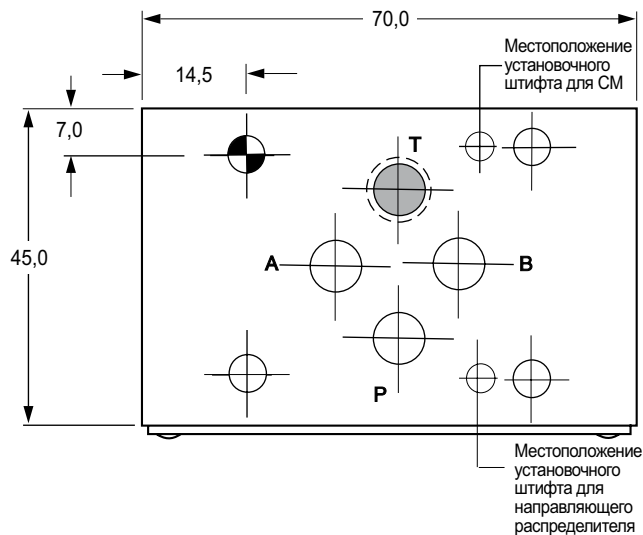 70,0
Местоположение
установочного
штифта для СМ
14,5
7,0
T
45,0
A
B
P
Местоположение
установочного
штифта для
направляющего
распределителя